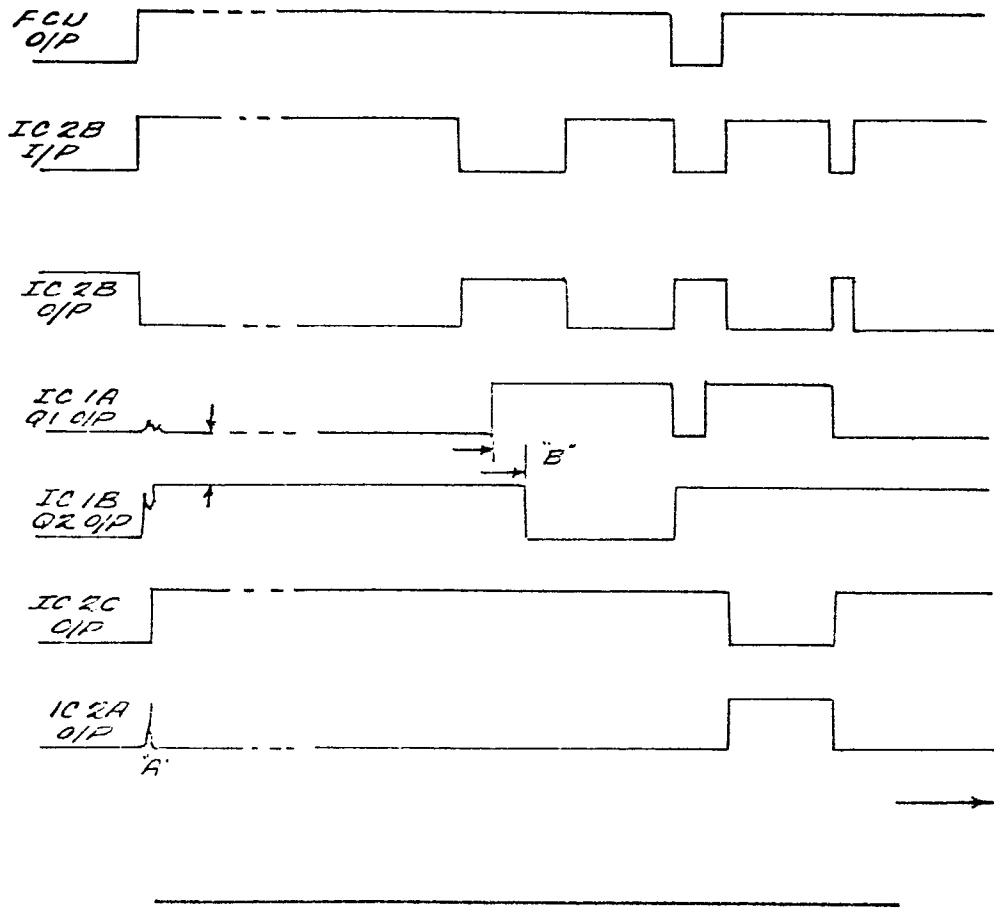 FCU
O/P
IC 2B
I/P
IC 2B
O/P
IC 1A
Q1 O/P
"B"
IC 1B
Q2 O/P
IC 2C
O/P
IC 2A
O/P
"A"